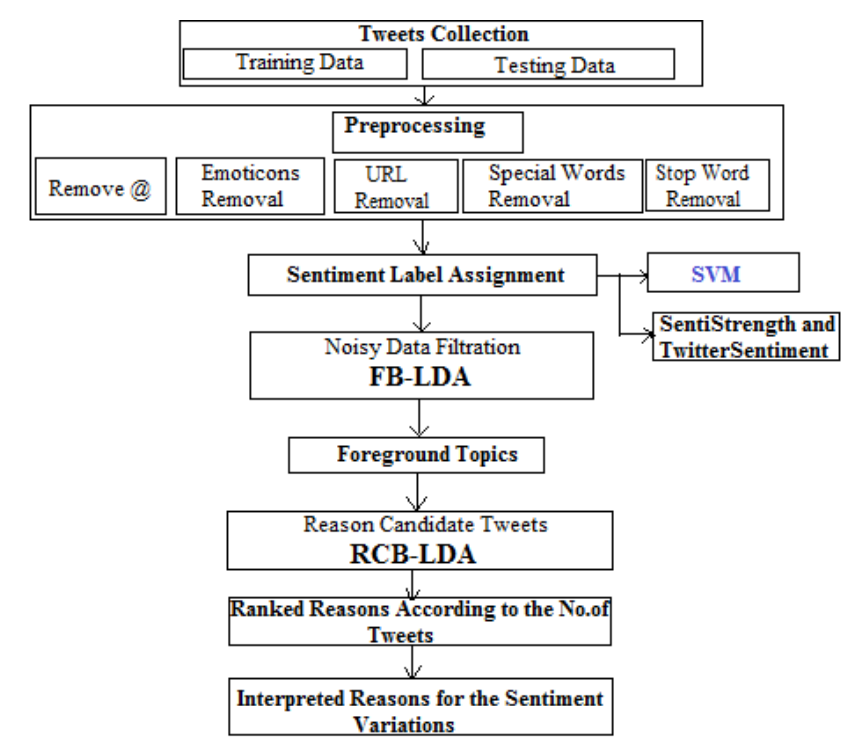 Tweets Collection
Training Data
Testing Data
Preprocessing
Remove @
Emoticons
Removal
URL
Removal
Special Words
Removal
Stop Word
Removal
Sentiment Label Assignment
SVM
SentiStrength and
TwitterSentiment
Noisy Data Filtration
FB-LDA
Foreground Topics
Reason Candidate Tweets
RCB-LDA
Ranked Reasons According to the No.of
Tweets
Interpreted Reasons for the Sentiment
Variations